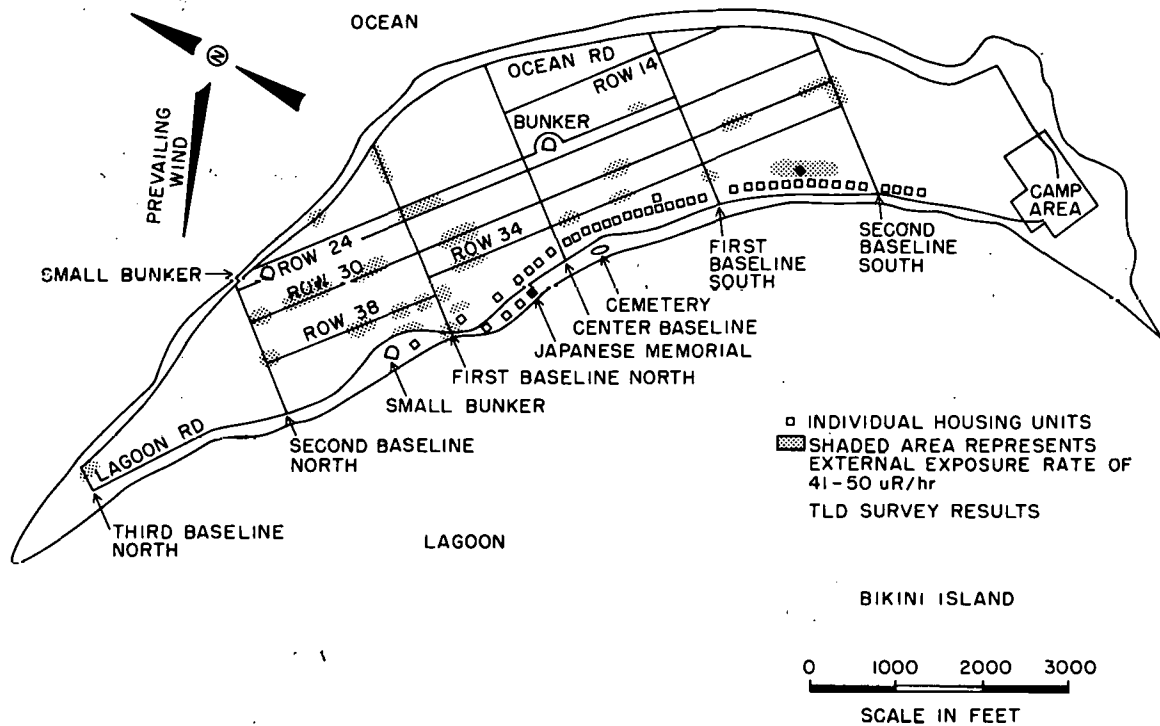 OCEAN
N
PREVAILING
WIND
OCEAN RD
ROW 14
BUNKER
CAMP
AREA
SMALL BUNKER
ROW 24
ROW 30
ROW 34
ROW 38
FIRST
BASELINE
SOUTH
SECOND
BASELINE
SOUTH
CEMETERY
CENTER BASELINE
JAPANESE MEMORIAL
FIRST BASELINE NORTH
SMALL BUNKER
SECOND BASELINE
NORTH
LAGOON RD
THIRD BASELINE
NORTH
LAGOON
INDIVIDUAL HOUSING UNITS
SHADED AREA REPRESENTS
EXTERNAL EXPOSURE RATE OF
41-50 uR/hr
TLD SURVEY RESULTS
BIKINI ISLAND
0 1000 2000 3000
SCALE IN FEET